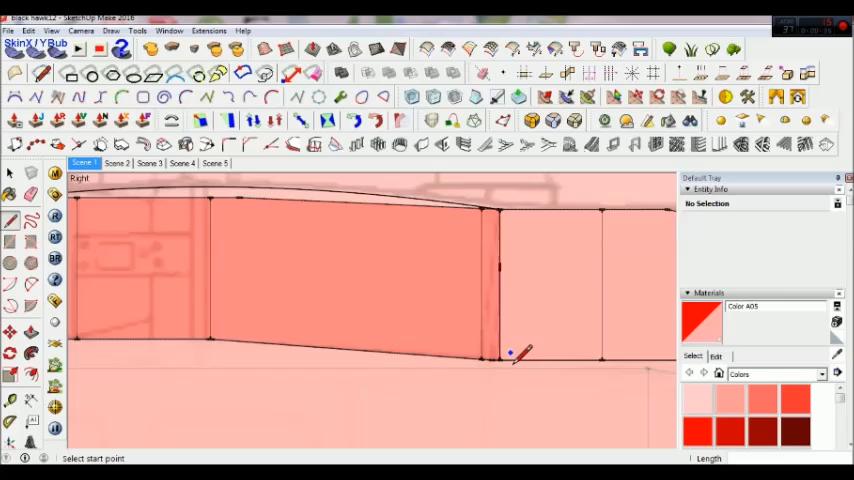 black hawk12 - SketchUp Make 2016
File Edit View Camera Draw Tools Window Extensions Help
SkinX / YBub
Scene 1 Scene 2 Scene 3 Scene 4 Scene 5
Right
Default Tray
Entity Info
No Selection
Materials
Color A05
Select Edit
Colors
M
R
RT
BR
Select start point
Length